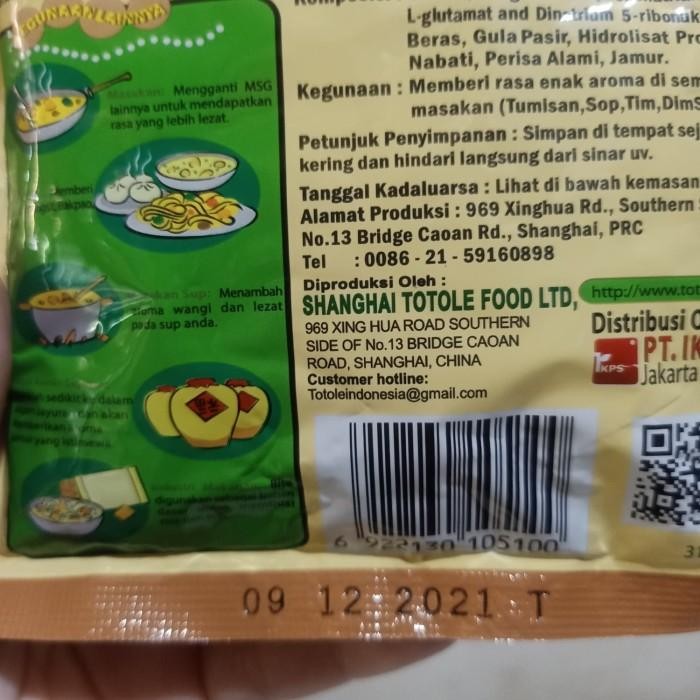 L-glutamat and Dinatrium 5-ribonuk
Beras, Gula Pasir, Hidrolisat Pro
Nabati, Perisa Alami, Jamur.
Kegunaan : Memberi rasa enak aroma di sem
masakan (Tumisan,Sop,Tim,DimS
Petunjuk Penyimpanan : Simpan di tempat sej
kering dan hindari langsung dari sinar uv.
Tanggal Kadaluarsa : Lihat di bawah kemasan
Alamat Produksi : 969 Xinghua Rd., Southern
No.13 Bridge Caoan Rd., Shanghai, PRC
Tel : 0086 - 21 - 59160898
Diproduksi Oleh :
SHANGHAI TOTOLE FOOD LTD,
969 XING HUA ROAD SOUTHERN
SIDE OF No.13 BRIDGE CAOAN
ROAD, SHANGHAI, CHINA
Customer hotline:
Totoleindonesia@gmail.com
http://www.tot
Distribusi O
PT. IK
KPS
Jakarta
Masakan: Mengganti MSG
lainnya untuk mendapatkan
rasa yang lebih lezat.
Sup: Menambah
aroma wangi dan lezat
pada sup anda.
6 922130 105100
31
09 12 2021 T